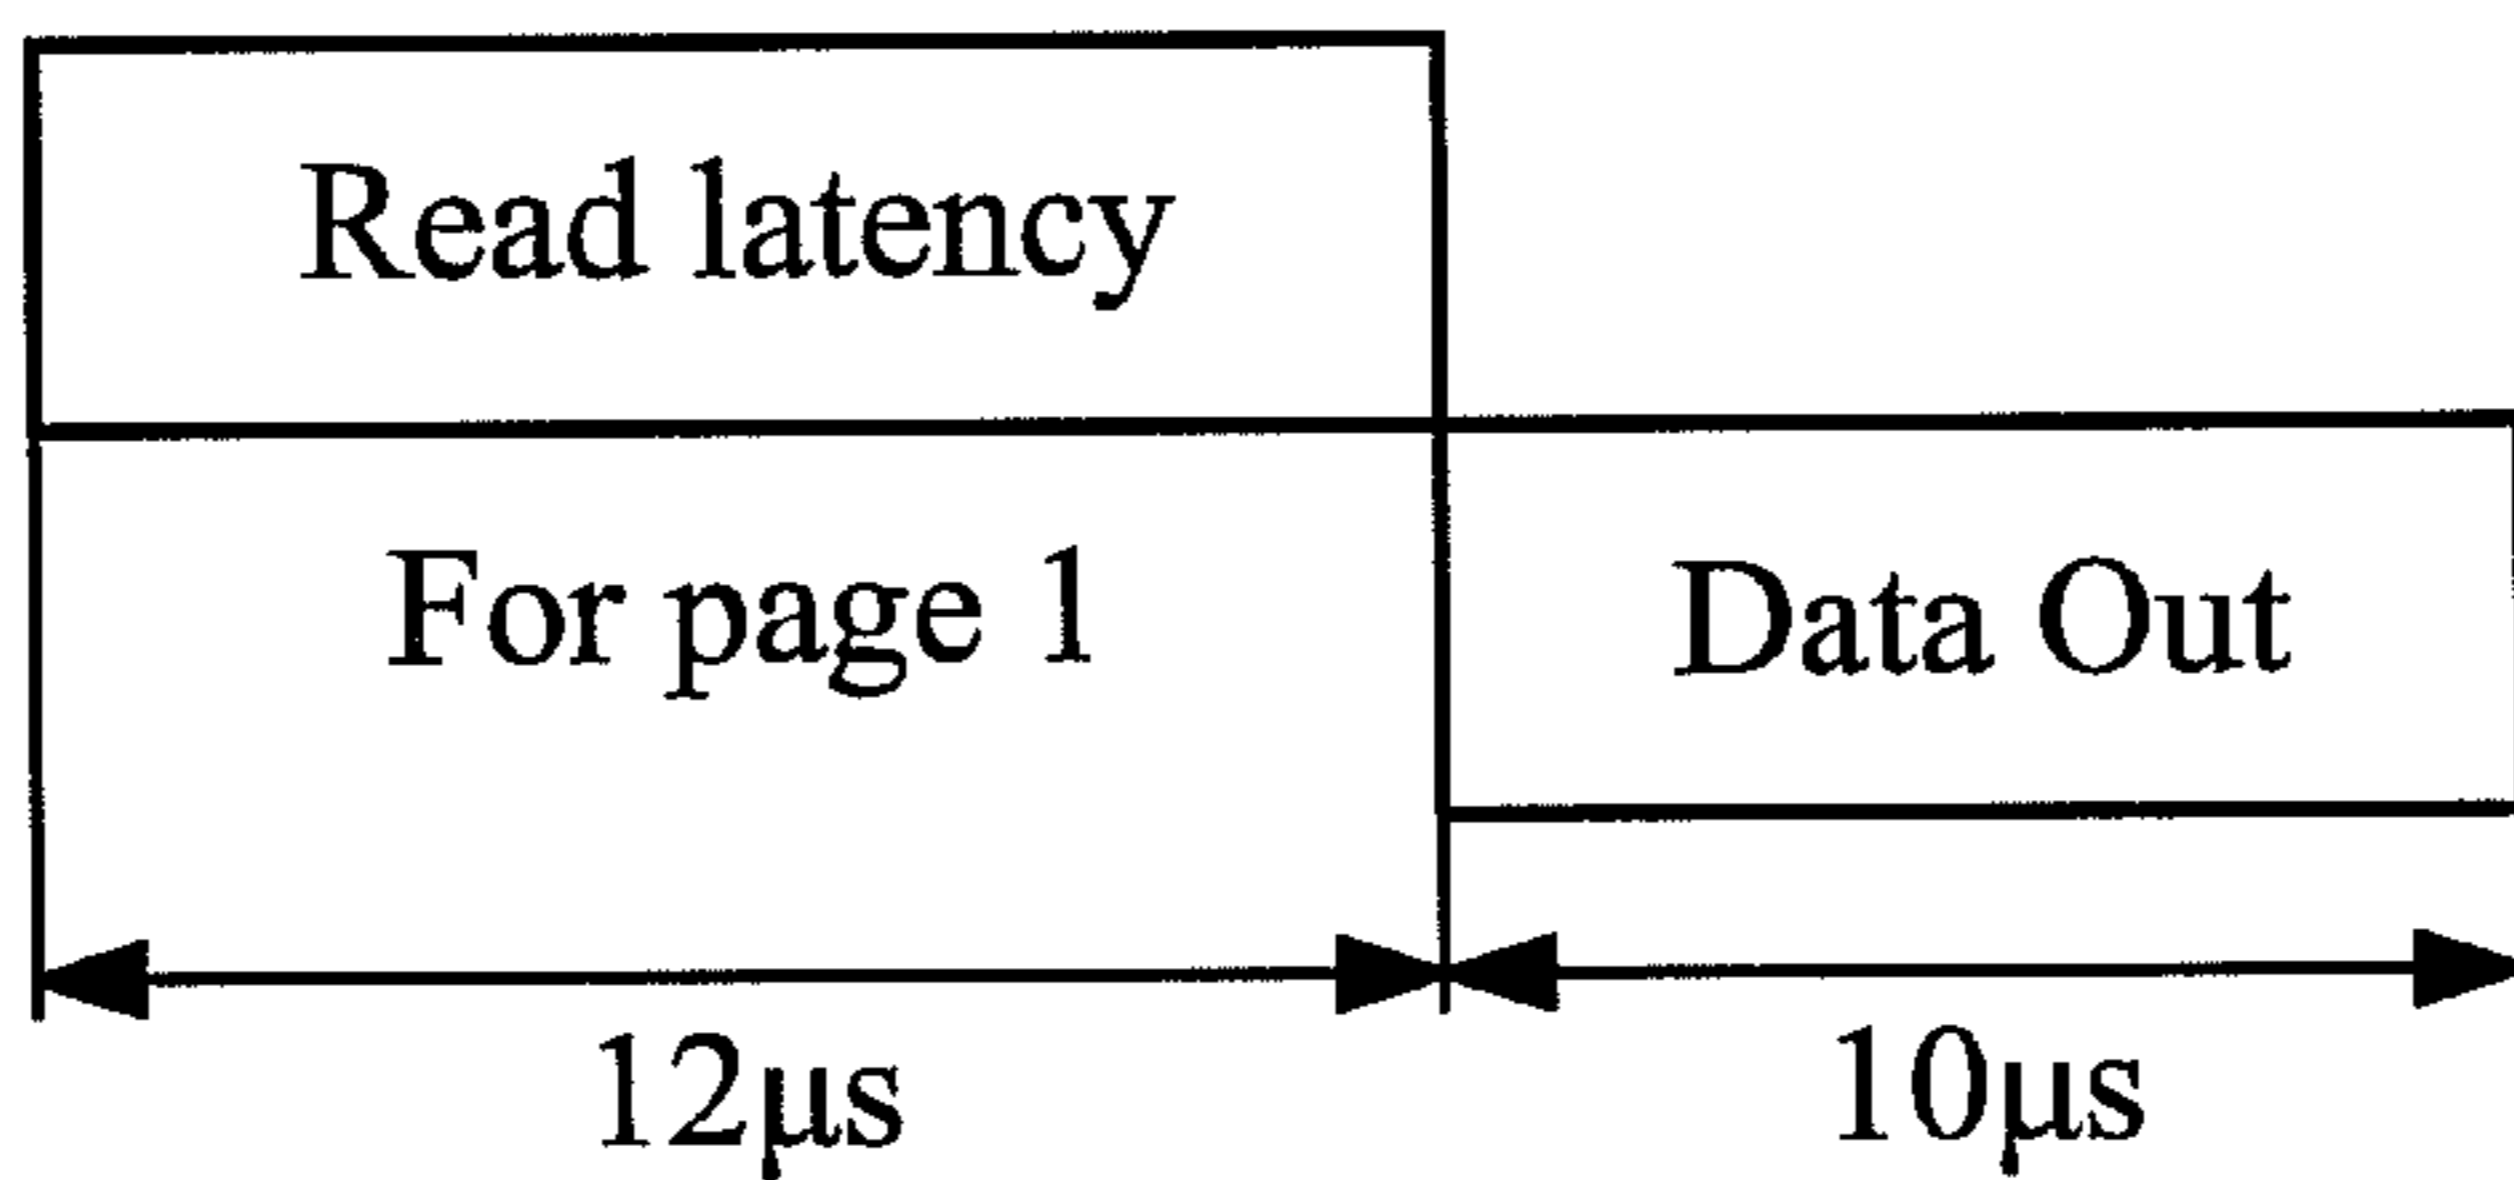 Read latency
For page 1
Data Out
12μs
10μs